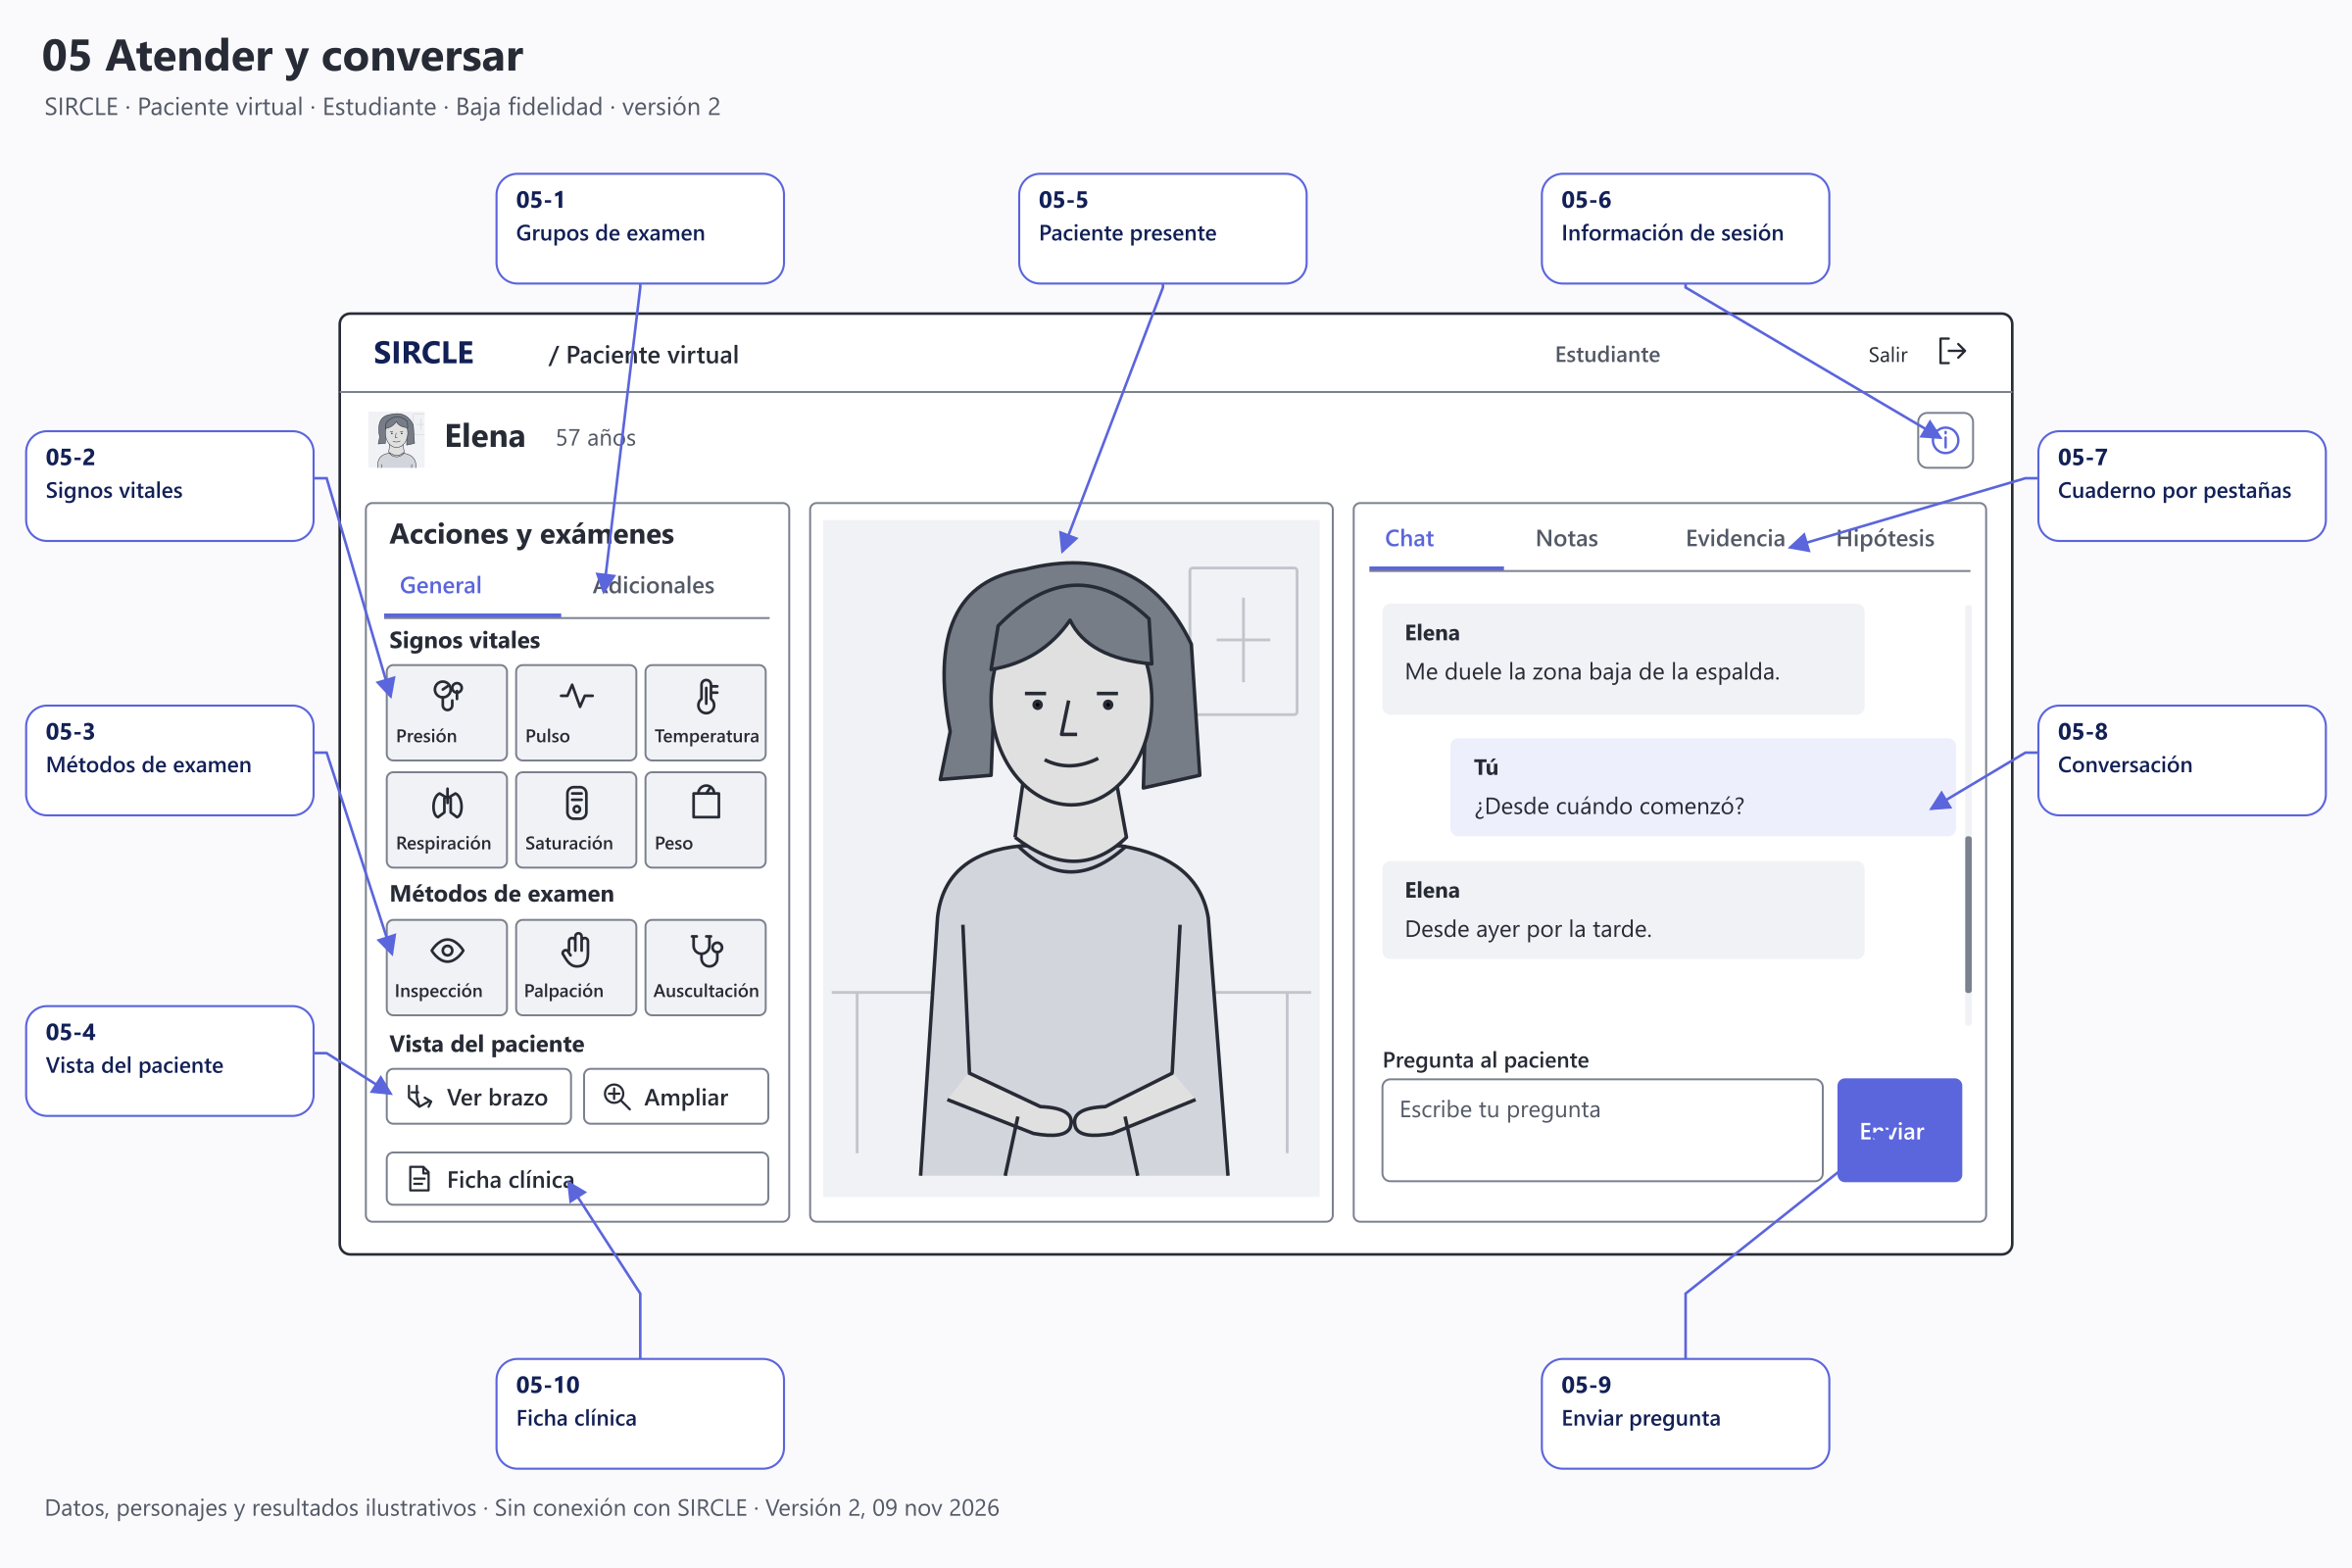 05 Atender y conversar
SIRCLE · Paciente virtual · Estudiante · Baja fidelidad · versión 2
05-1
Grupos de examen
05-5
Paciente presente
05-6
Información de sesión
SIRCLE / Paciente virtual Estudiante Salir
Elena 57 años
05-2
Signos vitales
05-3
Métodos de examen
05-4
Vista del paciente
Acciones y exámenes
General Adicionales
Signos vitales
Presión Pulso Temperatura
Respiración Saturación Peso
Métodos de examen
Inspección Palpación Auscultación
Vista del paciente
Ver brazo Ampliar
Ficha clínica
Chat Notas Evidencia Hipótesis
Elena
Me duele la zona baja de la espalda.
Tú
¿Desde cuándo comenzó?
Elena
Desde ayer por la tarde.
Pregunta al paciente
Escribe tu pregunta
Enviar
05-7
Cuaderno por pestañas
05-8
Conversación
05-10
Ficha clínica
05-9
Enviar pregunta
Datos, personajes y resultados ilustrativos · Sin conexión con SIRCLE · Versión 2, 09 nov 2026